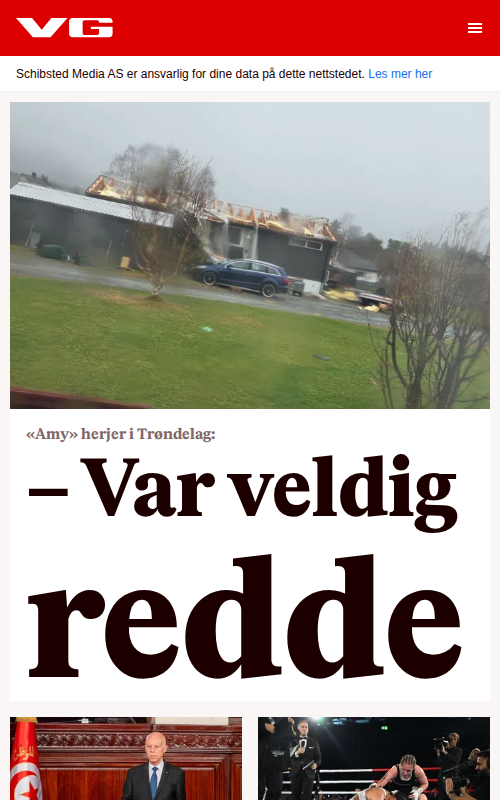 VG
Schibsted Media AS er ansvarlig for dine data på dette nettstedet. Les mer her
«Amy» herjer i Trøndelag:
– Var veldig
redde